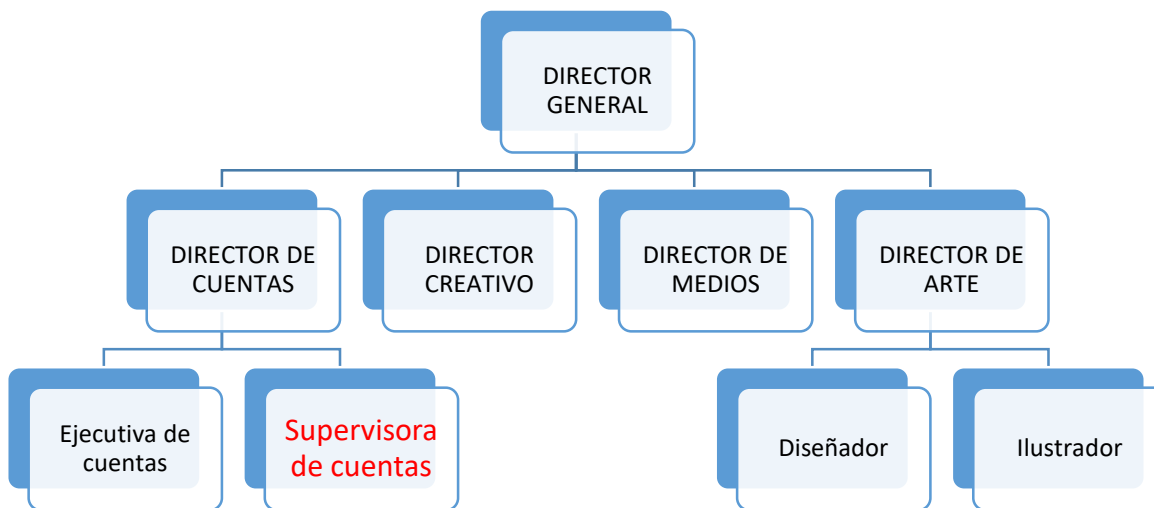 DIRECTOR
GENERAL
DIRECTOR DE
CUENTAS
DIRECTOR
CREATIVO
DIRECTOR DE
MEDIOS
DIRECTOR DE
ARTE
Ejecutiva de
cuentas
Supervisora
de cuentas
Diseñador
Ilustrador